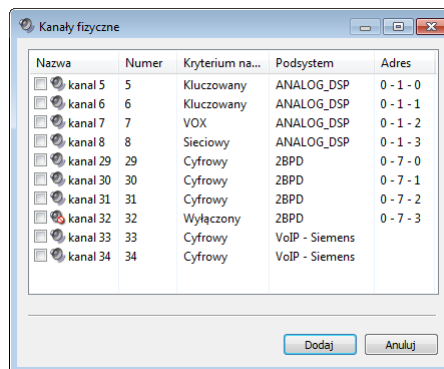 Kanały fizyczne
Nazwa Numer Kryterium na... Podsystem Adres
kanal 5 5 Kluczowany ANALOG_DSP 0 - 1 - 0
kanal 6 6 Kluczowany ANALOG_DSP 0 - 1 - 1
kanal 7 7 VOX ANALOG_DSP 0 - 1 - 2
kanal 8 8 Sieciowy ANALOG_DSP 0 - 1 - 3
kanal 29 29 Cyfrowy 2BPD 0 - 7 - 0
kanal 30 30 Cyfrowy 2BPD 0 - 7 - 1
kanal 31 31 Cyfrowy 2BPD 0 - 7 - 2
kanal 32 32 Wyłączony 2BPD 0 - 7 - 3
kanal 33 33 Cyfrowy VoIP - Siemens
kanal 34 34 Cyfrowy VoIP - Siemens
Dodaj Anuluj